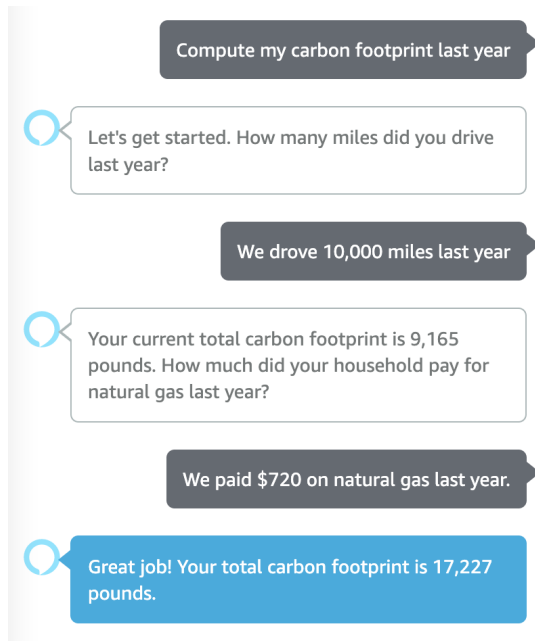 Compute my carbon footprint last year
Let's get started. How many miles did you drive
last year?
We drove 10,000 miles last year
Your current total carbon footprint is 9,165
pounds. How much did your household pay for
natural gas last year?
We paid $720 on natural gas last year.
Great job! Your total carbon footprint is 17,227
pounds.